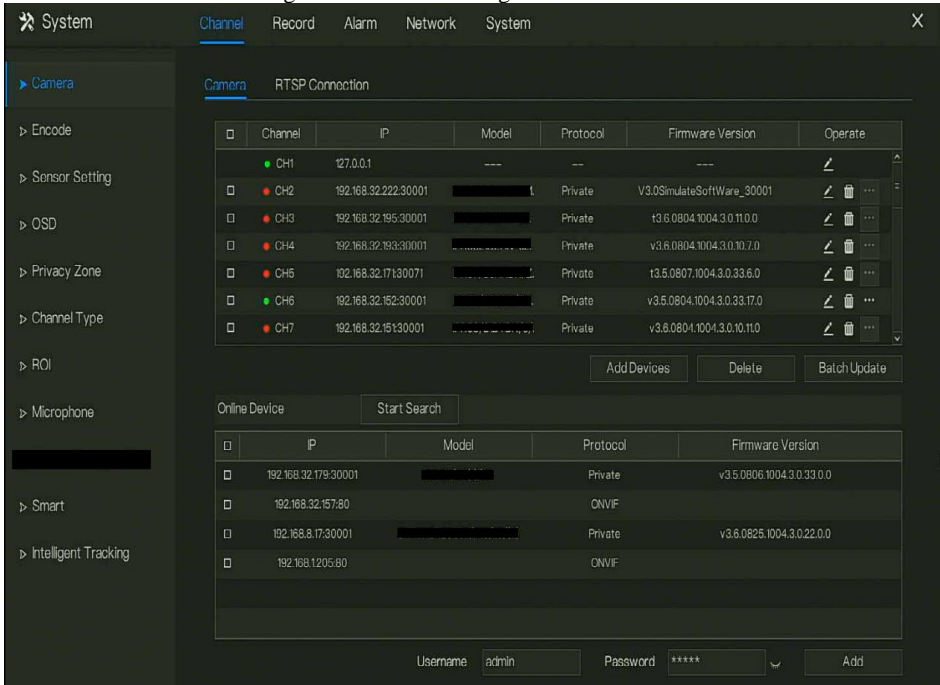 System Channel Record Alarm Network System X
Camera
Encode
Sensor Setting
OSD
Privacy Zone
Channel Type
ROI
Microphone
Smart
Intelligent Tracking
Camera RTSP Connection
Channel IP Model Protocol Firmware Version Operate
CH1 127.0.0.1 --- -- ---
CH2 192.168.32.222:30001 Private V3.0SimulateSoftWare_30001 ...
CH3 192.168.32.195:30001 Private t3.6.0804.1004.3.0.11.0.0 ...
CH4 192.168.32.193:30001 Private v3.6.0804.1004.3.0.10.7.0 ...
CH5 192.168.32.171:30071 Private t3.5.0807.1004.3.0.33.6.0 ...
CH6 192.168.32.152:30001 Private v3.5.0804.1004.3.0.33.17.0 ...
CH7 192.168.32.151:30001 Private v3.6.0804.1004.3.0.10.11.0 ...
Add Devices Delete Batch Update
Online Device Start Search
IP Model Protocol Firmware Version
192.168.32.179:30001 Private v3.5.0806.1004.3.0.33.0.0
192.168.32.157:80 ONVIF
192.168.8.17:30001 Private v3.6.0825.1004.3.0.22.0.0
192.168.1.205:80 ONVIF
Username admin Password ***** Add